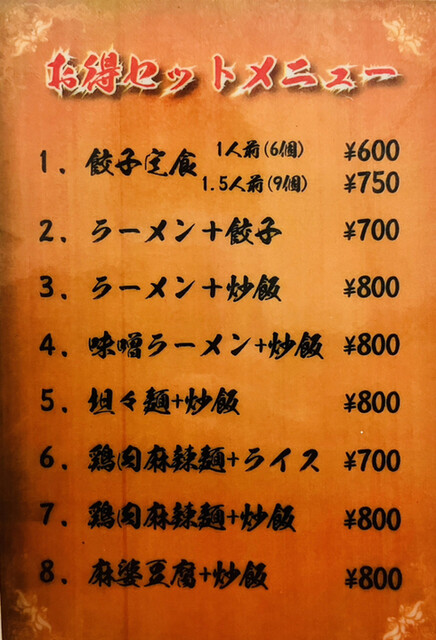 お得セットメニュー
1. 餃子定食 1人前(6個) ¥600
1.5人前(9個) ¥750
2. ラーメン+餃子 ¥700
3. ラーメン+炒飯 ¥800
4. 味噌ラーメン+炒飯 ¥800
5. 坦々麺+炒飯 ¥800
6. 鶏肉麻辣麺+ライス ¥700
7. 鶏肉麻辣麺+炒飯 ¥800
8. 麻婆豆腐+炒飯 ¥800